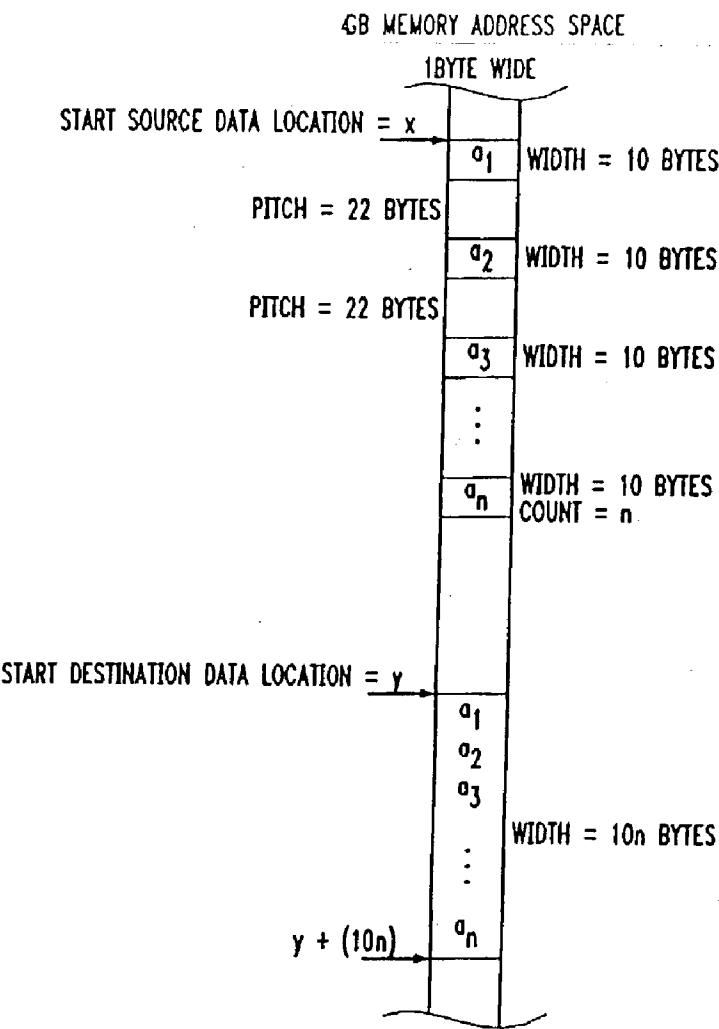 4GB MEMORY ADDRESS SPACE
1BYTE WIDE
START SOURCE DATA LOCATION = x
a1 WIDTH = 10 BYTES
PITCH = 22 BYTES
a2 WIDTH = 10 BYTES
PITCH = 22 BYTES
a3 WIDTH = 10 BYTES
an WIDTH = 10 BYTES
COUNT = n
START DESTINATION DATA LOCATION = y
a1
a2
a3
WIDTH = 10n BYTES
an
y + (10n)